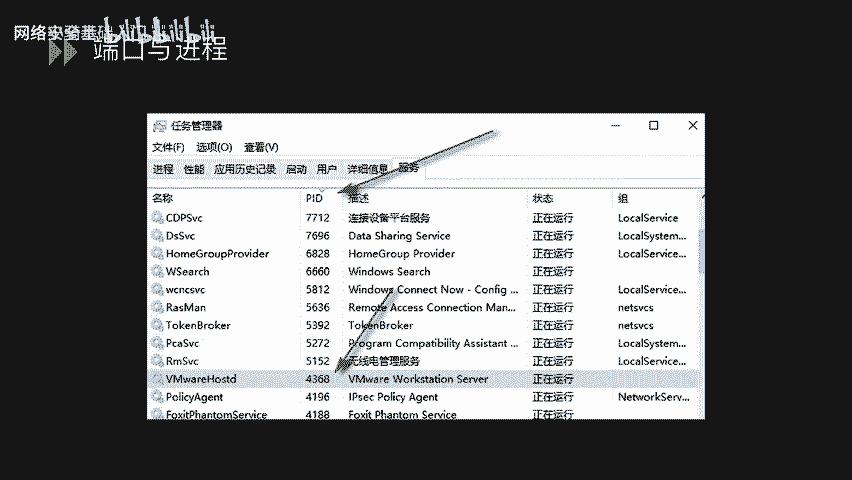 网络安全基础
端口与进程
任务管理器
文件(F) 选项(O) 查看(V)
进程 性能 应用历史记录 启动 用户 详细信息 服务
名称 PID 描述 状态 组
CDPSvc 7712 连接设备平台服务 正在运行 LocalService
DsSvc 7696 Data Sharing Service 正在运行 LocalSystem...
HomeGroupProvider 6828 HomeGroup Provider 正在运行 LocalService...
WSearch 6660 Windows Search 正在运行
wcncsvc 5812 Windows Connect Now - Config ... 正在运行 LocalService...
RasMan 5636 Remote Access Connection Man... 正在运行 netsvcs
TokenBroker 5392 TokenBroker 正在运行 netsvcs
PcaSvc 5272 Program Compatibility Assistant ... 正在运行 LocalSystem...
RmSvc 5152 无线电管理服务 正在运行 LocalService...
VMwareHostd 4368 VMware Workstation Server 正在运行
PolicyAgent 4196 IPsec Policy Agent 正在运行 NetworkServ...
FoxitPhantomService 4188 Foxit Phantom Service 正在运行